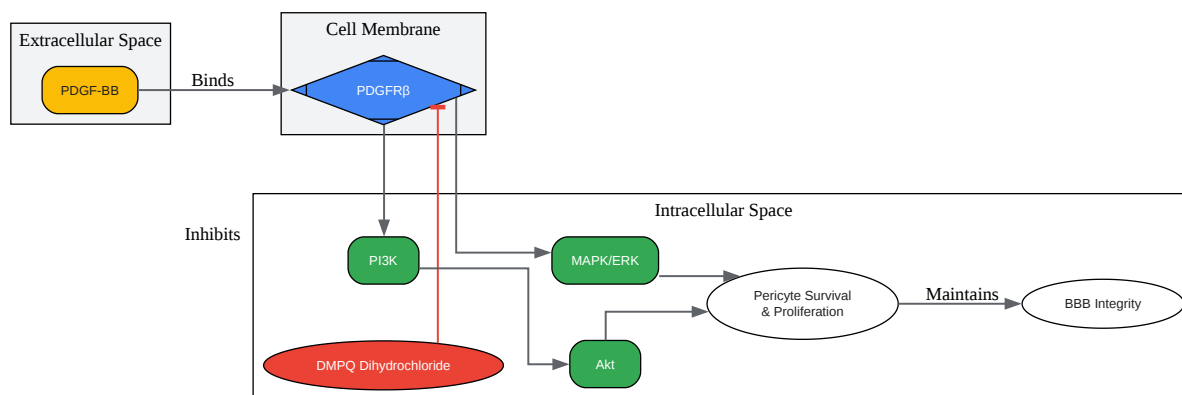 Extracellular Space
Cell Membrane
PDGF-BB
Binds
PDGFRβ
Intracellular Space
Inhibits
PI3K
MAPK/ERK
Pericyte Survival
& Proliferation
Maintains
BBB Integrity
DMPQ Dihydrochloride
Akt